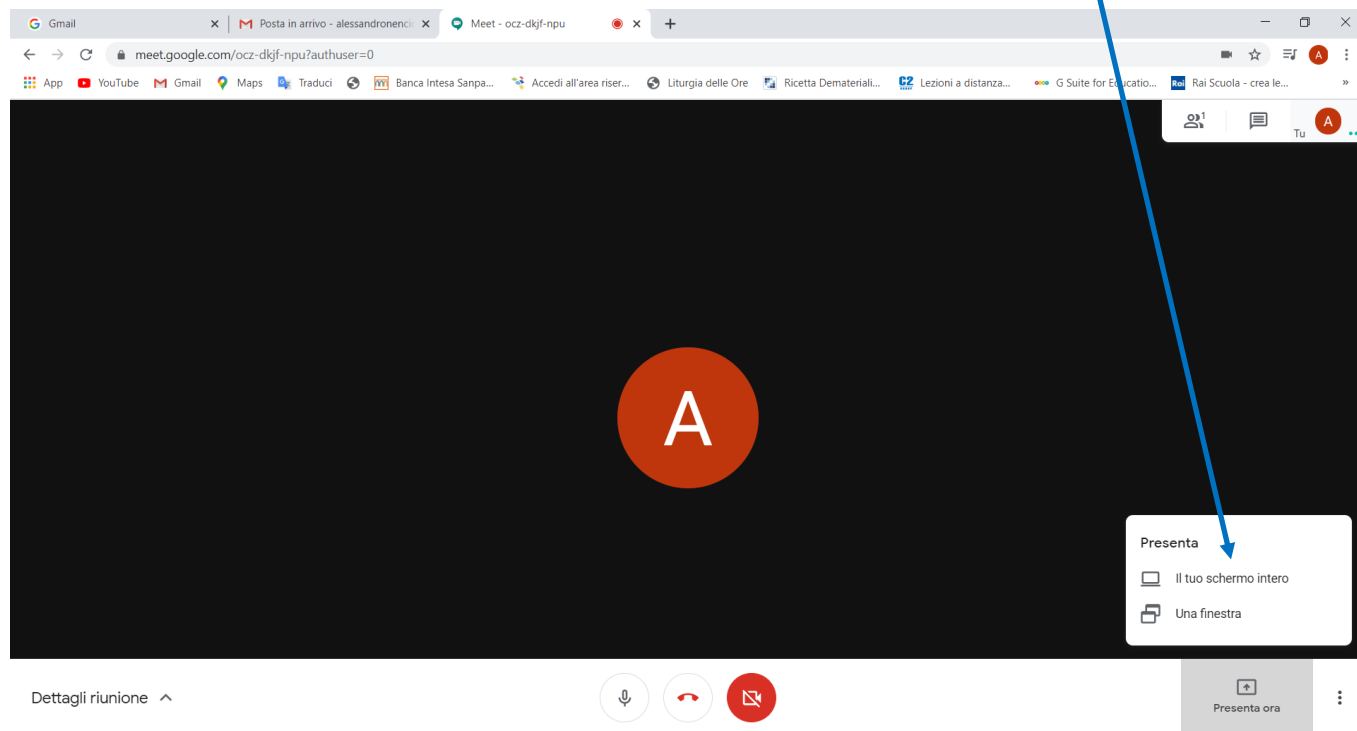 Gmail
Posta in arrivo - alessandronenci
Meet - ocz-dkjf-npu
meet.google.com/ocz-dkjf-npu?authuser=0
A
App YouTube Gmail Maps Traduci Banca Intesa Sanpa... Accedi all'area riser... Liturgia delle Ore Ricetta Demateriali... C2 Lezioni a distanza... G Suite for Educatio... Rai Rai Scuola - crea le... »
1
Tu
A
A
Presenta
Il tuo schermo intero
Una finestra
Dettagli riunione
Presenta ora